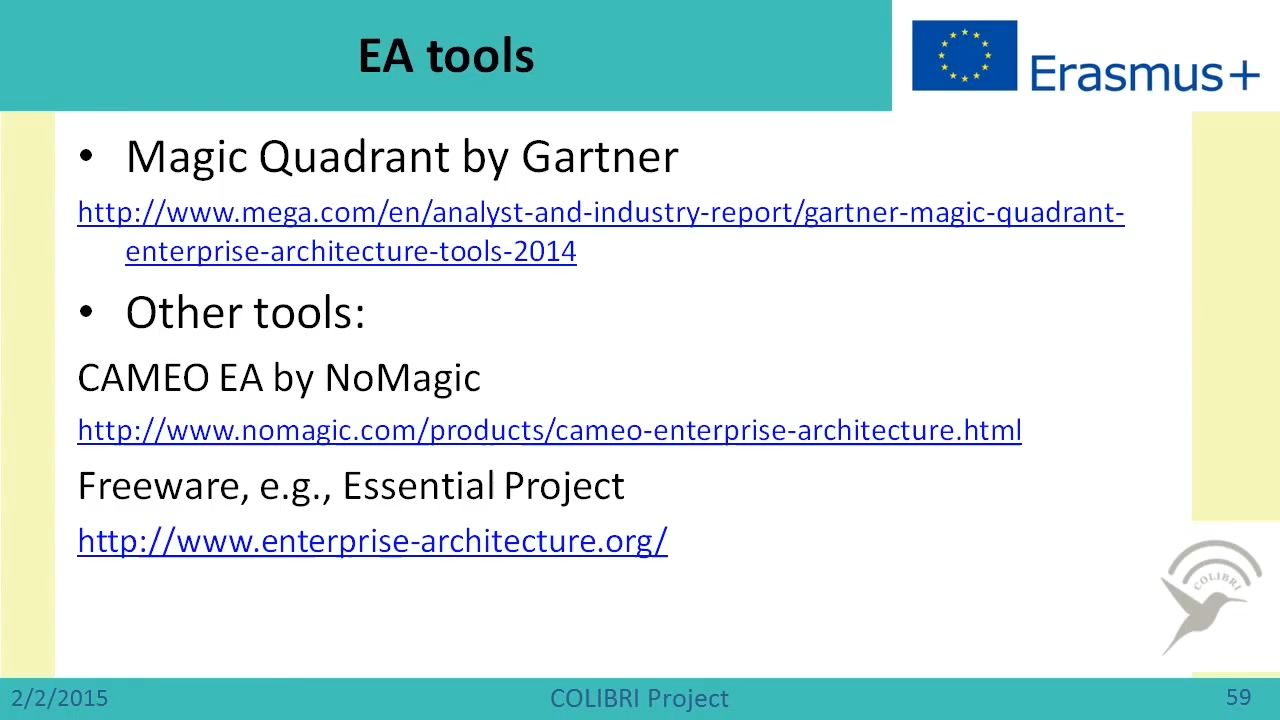 EA tools
Erasmus+
• Magic Quadrant by Gartner
http://www.mega.com/en/analyst-and-industry-report/gartner-magic-quadrant-
enterprise-architecture-tools-2014
• Other tools:
CAMEO EA by NoMagic
http://www.nomagic.com/products/cameo-enterprise-architecture.html
Freeware, e.g., Essential Project
http://www.enterprise-architecture.org/
COLIBRI
2/2/2015
COLIBRI Project
59